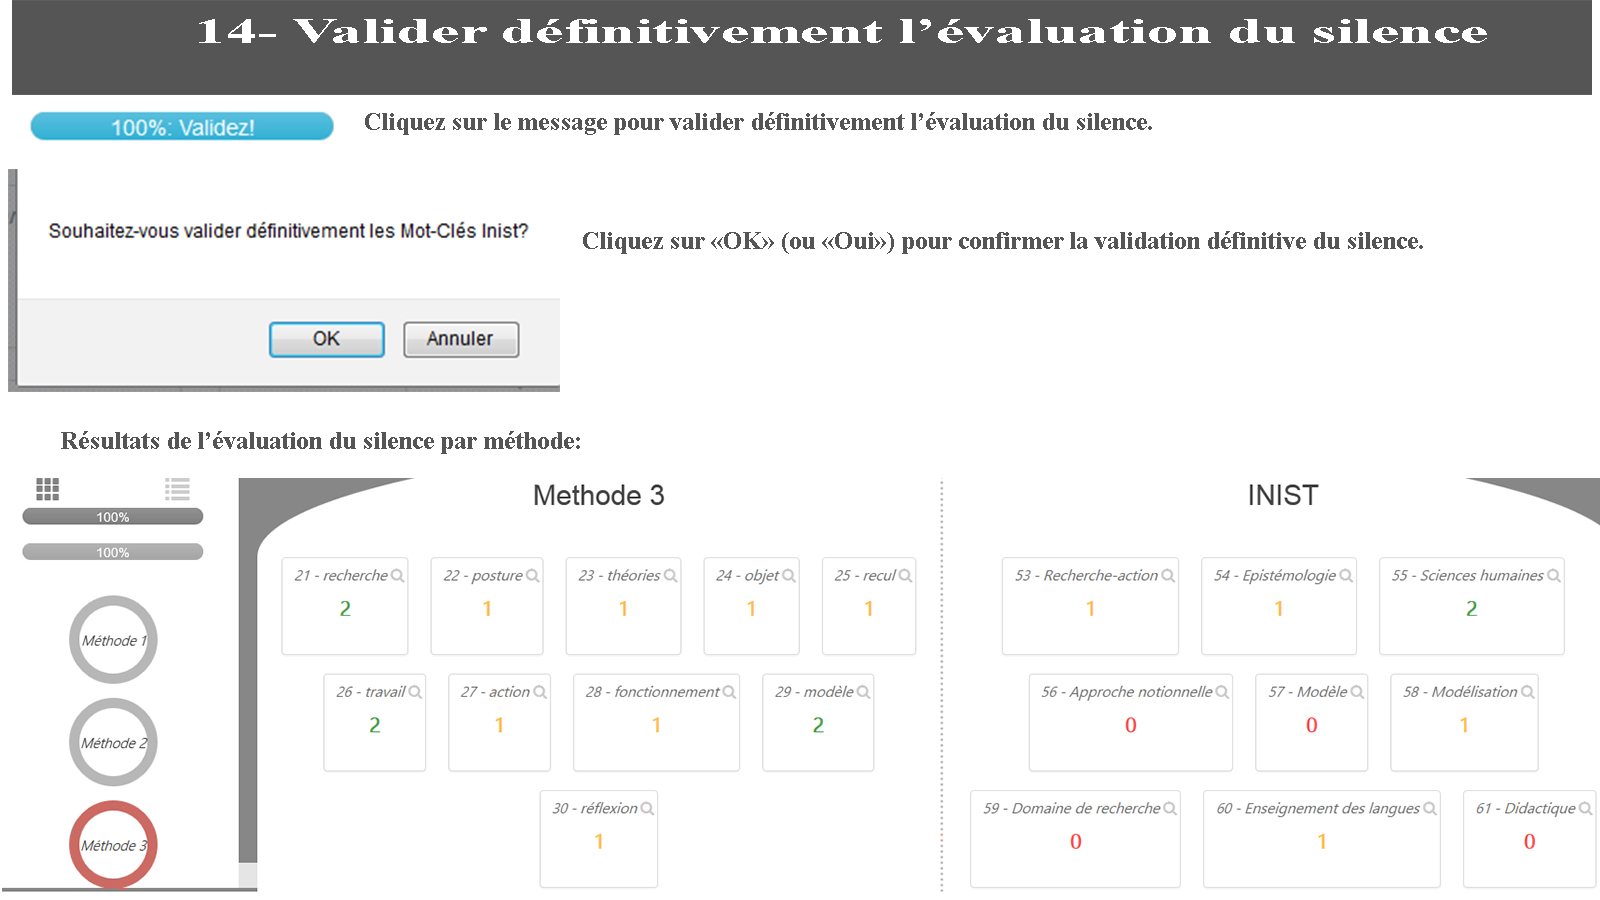 14- Valider définitivement l’évaluation du silence
100%: Validez!
Cliquez sur le message pour valider définitivement l’évaluation du silence.
Souhaitez-vous valider définitivement les Mot-Clés Inist?
OK
Annuler
Cliquez sur «OK» (ou «Oui») pour confirmer la validation définitive du silence.
Résultats de l’évaluation du silence par méthode:
100%
100%
Méthode 1
Méthode 2
Méthode 3
Methode 3
21 - recherche
2
22 - posture
1
23 - théories
1
24 - objet
1
25 - recul
1
26 - travail
2
27 - action
1
28 - fonctionnement
1
29 - modèle
2
30 - réflexion
1
INIST
53 - Recherche-action
1
54 - Epistémologie
1
55 - Sciences humaines
2
56 - Approche notionnelle
0
57 - Modèle
0
58 - Modélisation
1
59 - Domaine de recherche
0
60 - Enseignement des langues
1
61 - Didactique
0